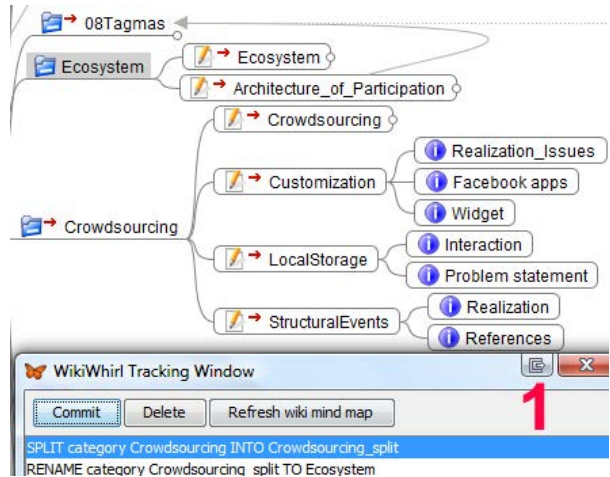 08Tagmas
Ecosystem
Ecosystem
Architecture_of_Participation
Crowdsourcing
Crowdsourcing
Customization
Realization_Issues
Facebook apps
Widget
LocalStorage
Interaction
Problem statement
StructuralEvents
Realization
References
WikiWhirl Tracking Window
1
Commit Delete Refresh wiki mind map
SPLIT category Crowdsourcing INTO Crowdsourcing_split
RENAME category Crowdsourcing_split TO Ecosystem